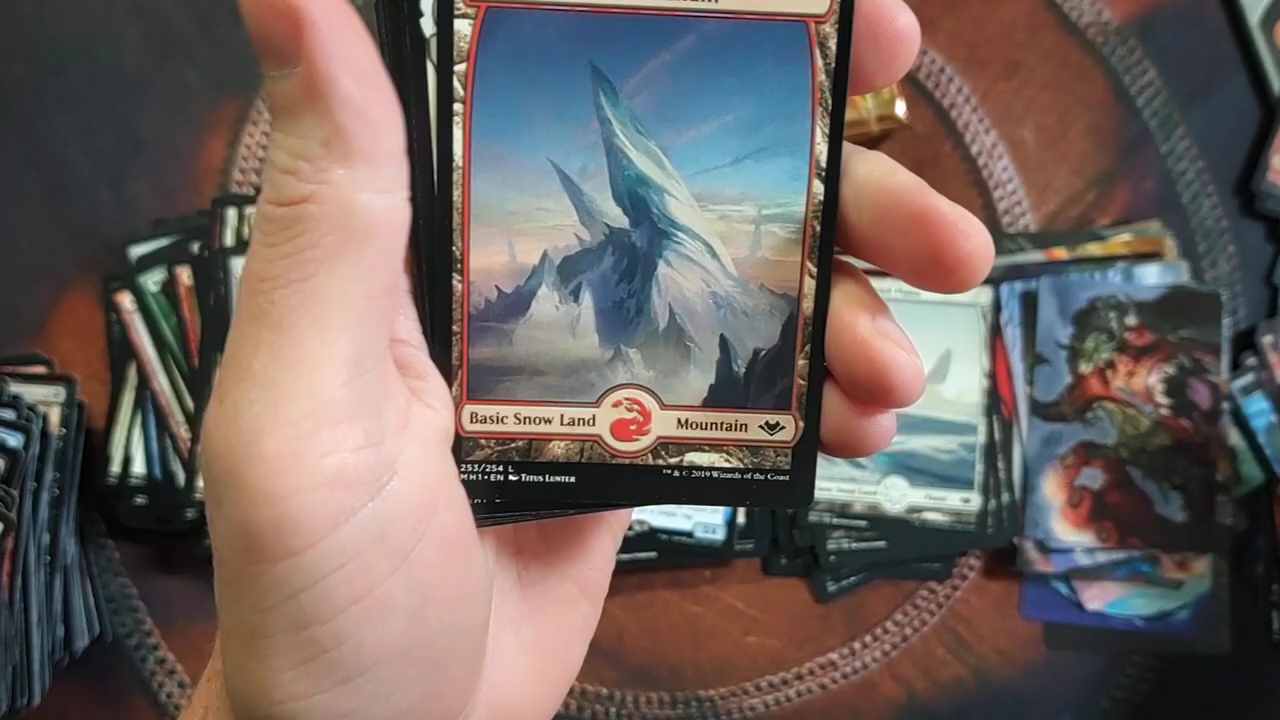 Basic Snow Land Mountain
253/254 L
MH1 • EN Titus Lunter
™ & © 2019 Wizards of the Coast